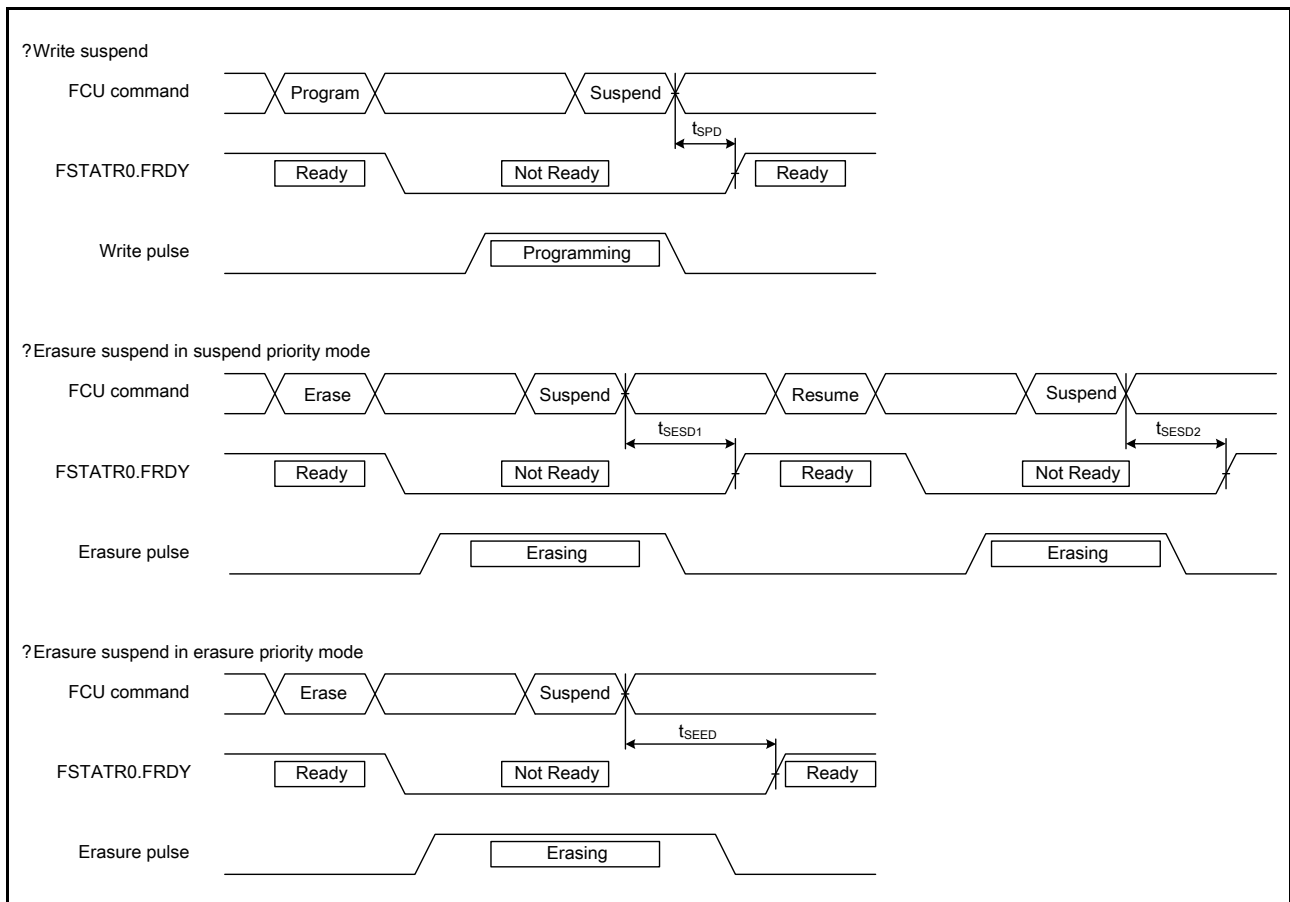 ?Write suspend
FCU command Program Suspend
tSPD
FSTATR0.FRDY Ready Not Ready Ready
Write pulse Programming
?Erasure suspend in suspend priority mode
FCU command Erase Suspend Resume Suspend
tSESD1 tSESD2
FSTATR0.FRDY Ready Not Ready Ready Not Ready
Erasure pulse Erasing Erasing
?Erasure suspend in erasure priority mode
FCU command Erase Suspend
tSEED
FSTATR0.FRDY Ready Not Ready Ready
Erasure pulse Erasing